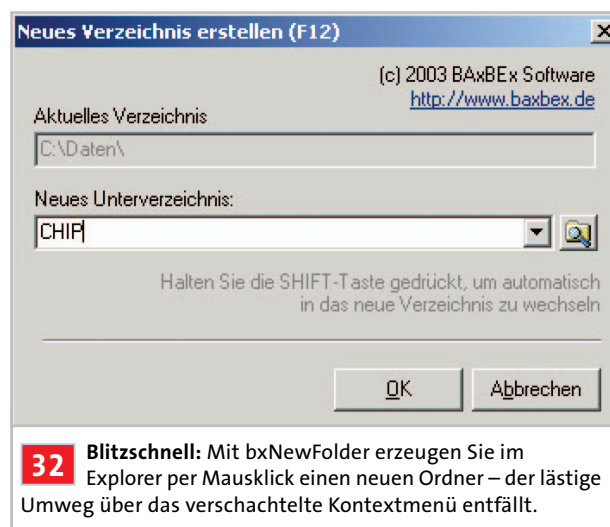 Neues Verzeichnis erstellen (F12)
(c) 2003 BAxBEx Software
http://www.baxbex.de
Aktuelles Verzeichnis
C:\Daten\
Neues Unterverzeichnis:
CHIP
Halten Sie die SHIFT-Taste gedrückt, um automatisch
in das neue Verzeichnis zu wechseln
OK
Abbrechen
32 Blitzschnell: Mit bxNewFolder erzeugen Sie im
Explorer per Mausklick einen neuen Ordner – der lästige
Umweg über das verschachtelte Kontextmenü entfällt.